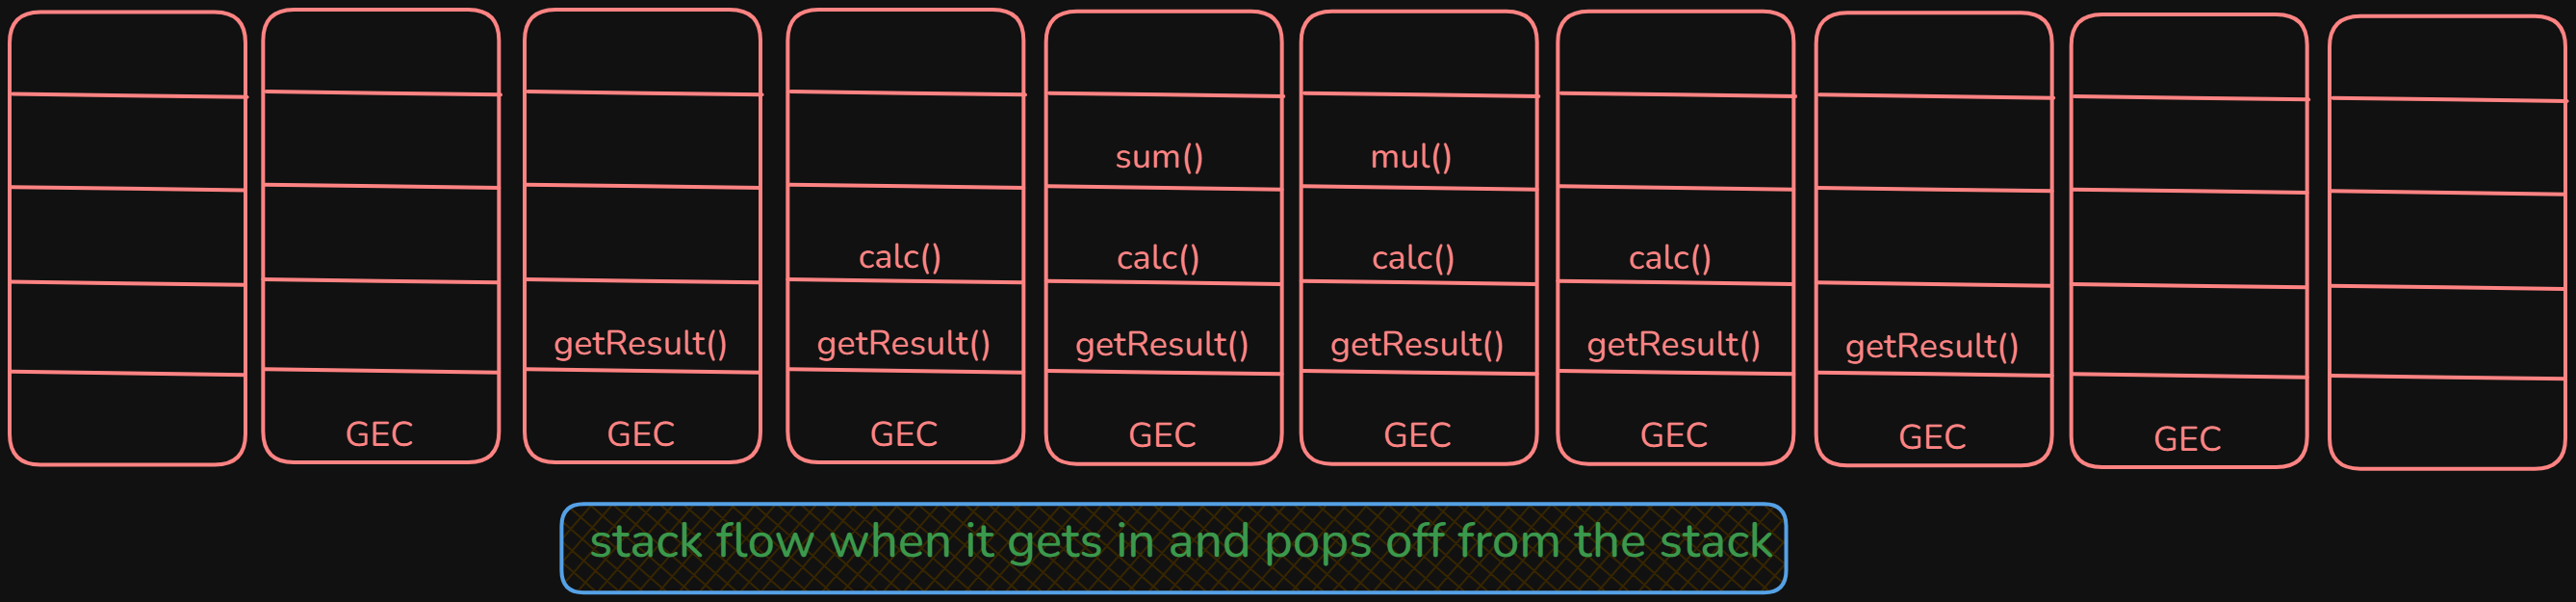 sum() mul()
calc() calc() calc() calc()
getResult() getResult() getResult() getResult() getResult() getResult()
GEC GEC GEC GEC GEC GEC GEC GEC
stack flow when it gets in and pops off from the stack